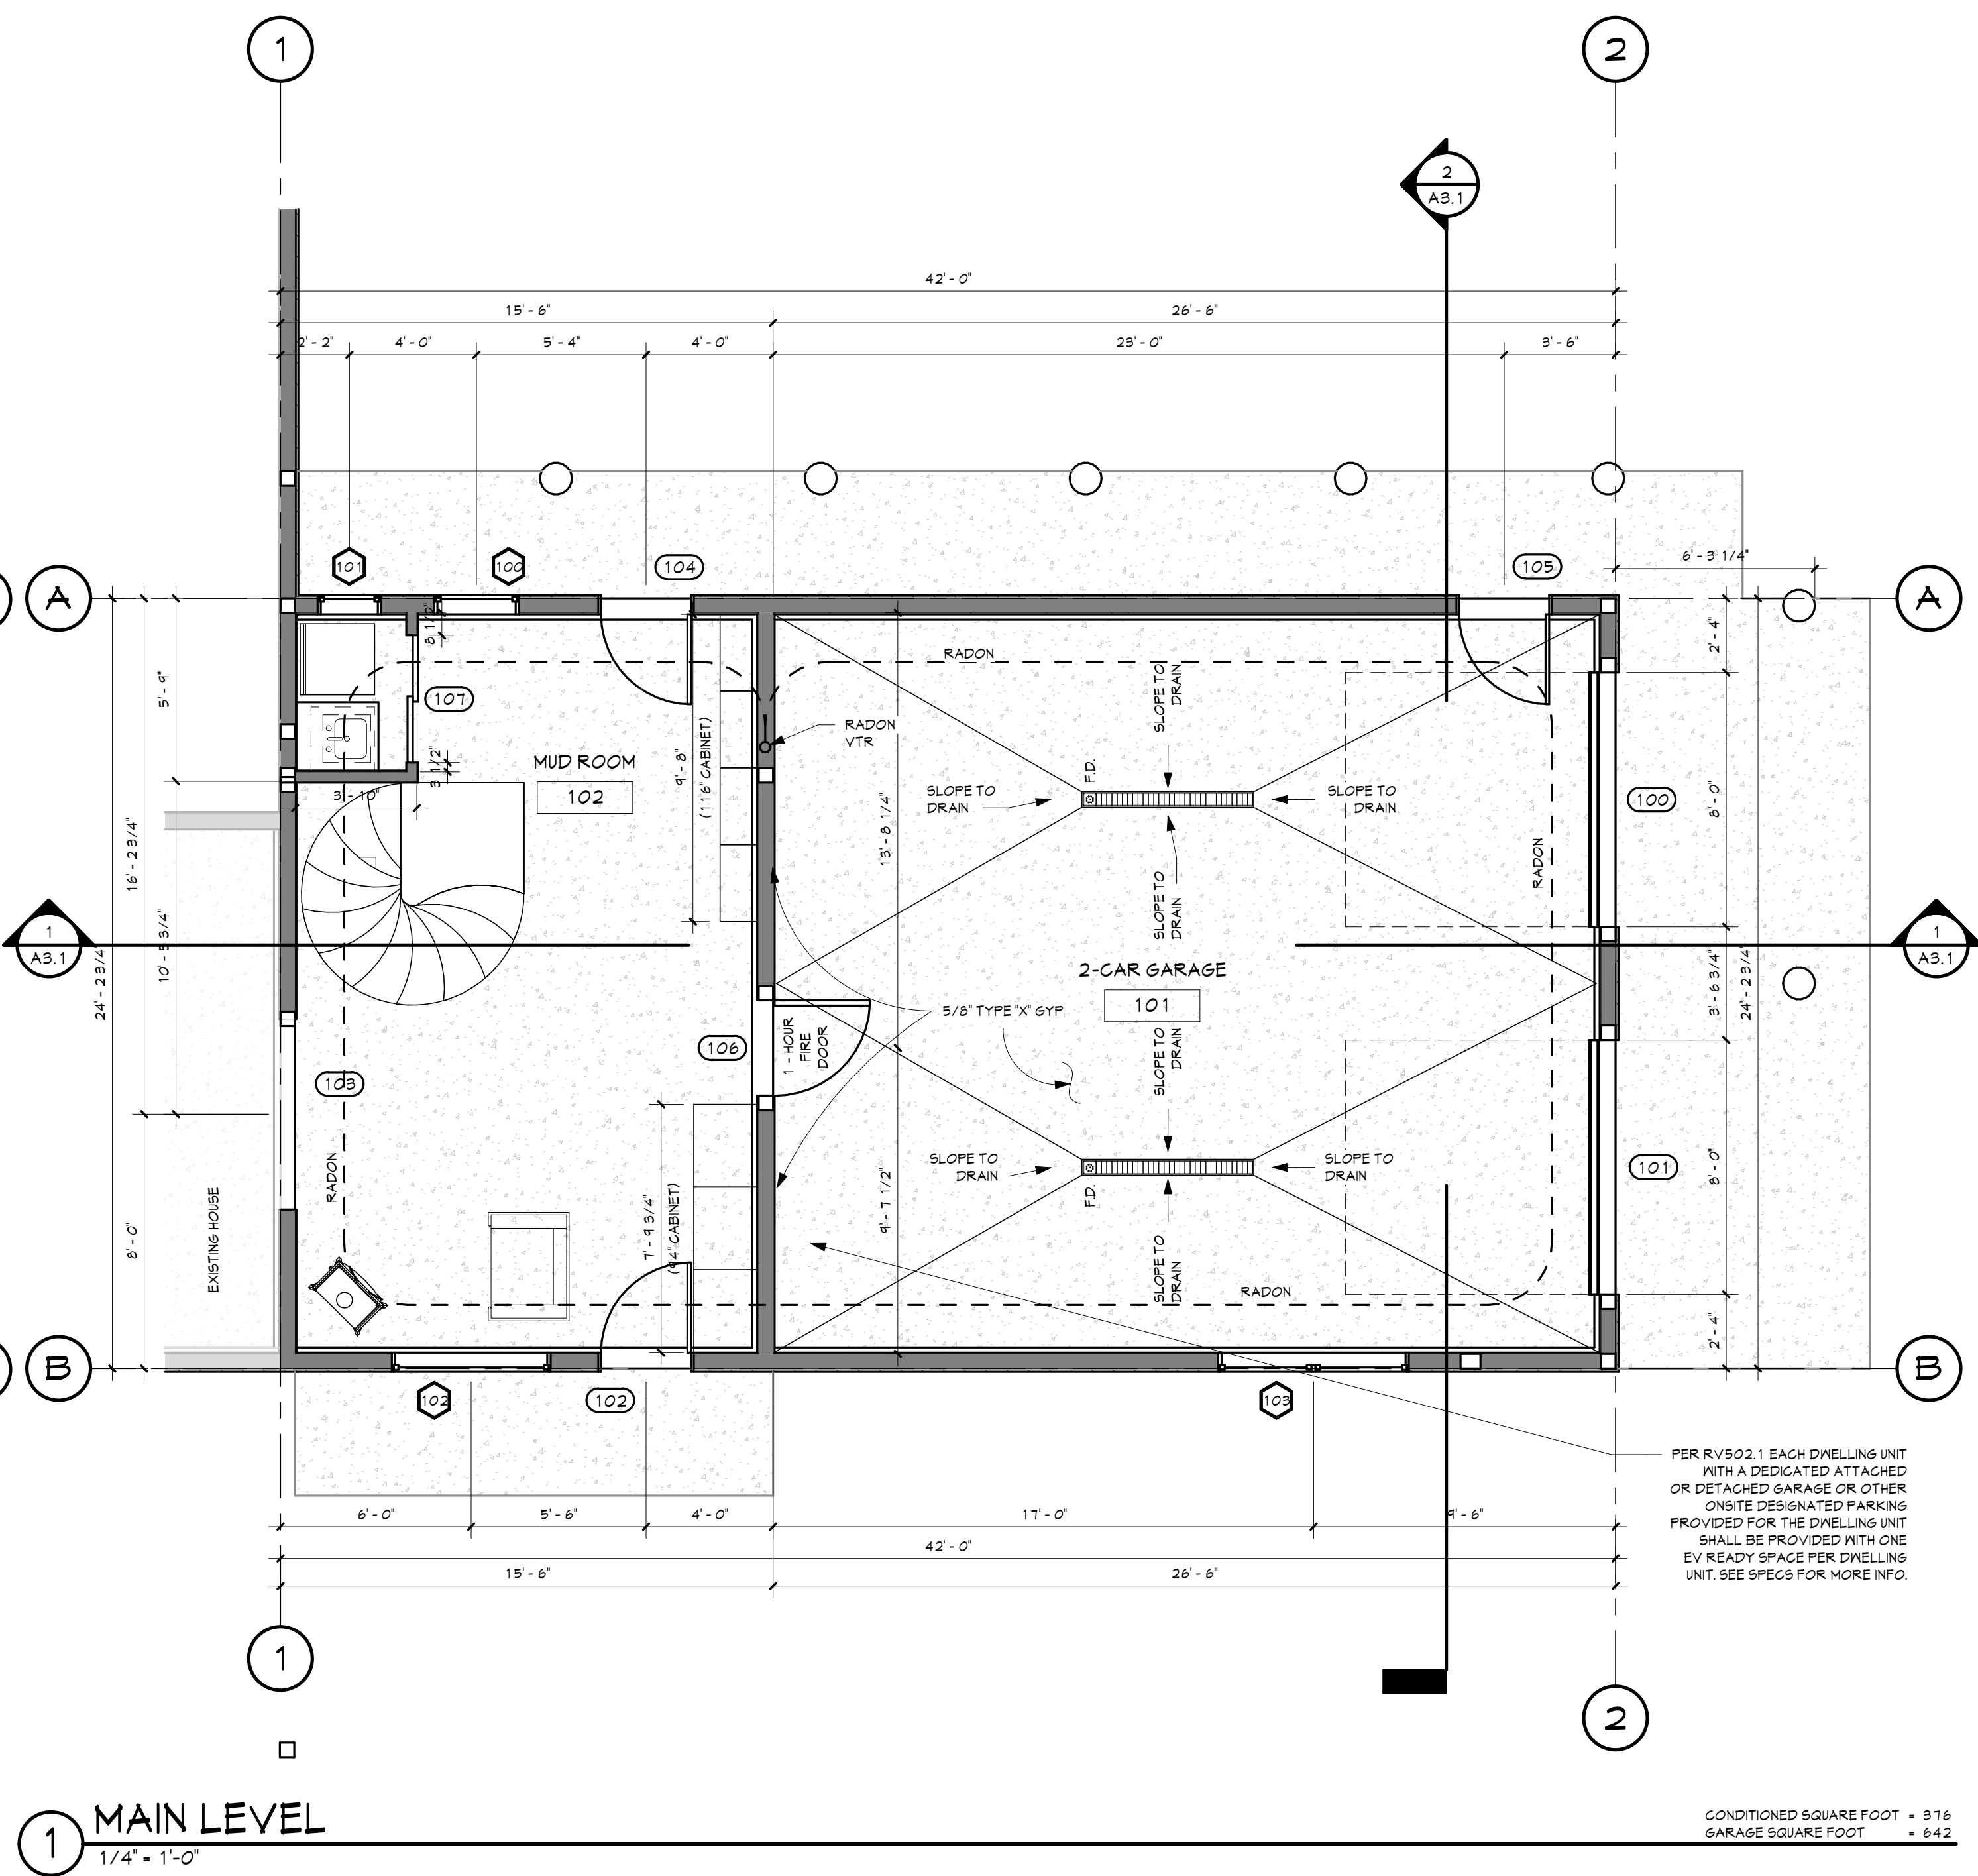 1
2
2
A3.1
42' - 0"
15' - 6"
26' - 6"
2' - 2"
4' - 0"
5' - 4"
4' - 0"
23' - 0"
3' - 6"
6' - 3 1/4"
101
100
104
105
A
A
8 1/2"
2' - 4"
RADON
107
5' - 9"
SLOPE TO
DRAIN
RADON
VTR
MUD ROOM
102
9' - 8"
(116" CABINET)
3 1/2"
3' - 10"
F.D.
SLOPE TO
DRAIN
SLOPE TO
DRAIN
100
8' - 0"
13' - 8 1/4"
16' - 2 3/4"
RADON
SLOPE TO
DRAIN
1
A3.1
10' - 5 3/4"
24' - 2 3/4"
1
A3.1
2-CAR GARAGE
101
3' - 6 3/4"
24' - 2 3/4"
5/8" TYPE "X" GYP.
106
1 - HOUR
FIRE
DOOR
SLOPE TO
DRAIN
103
RADON
SLOPE TO
DRAIN
F.D.
SLOPE TO
DRAIN
101
8' - 0"
9' - 7 1/2"
7' - 9 3/4"
(94" CABINET)
EXISTING HOUSE
8' - 0"
SLOPE TO
DRAIN
RADON
2' - 4"
B
B
102
102
103
PER RV502.1 EACH DWELLING UNIT
WITH A DEDICATED ATTACHED
OR DETACHED GARAGE OR OTHER
ONSITE DESIGNATED PARKING
PROVIDED FOR THE DWELLING UNIT
SHALL BE PROVIDED WITH ONE
EV READY SPACE PER DWELLING
UNIT. SEE SPECS FOR MORE INFO.
6' - 0"
5' - 6"
4' - 0"
17' - 0"
9' - 6"
42' - 0"
15' - 6"
26' - 6"
1
2
1
MAIN LEVEL
1/4" = 1'-0"
CONDITIONED SQUARE FOOT = 376
GARAGE SQUARE FOOT = 642